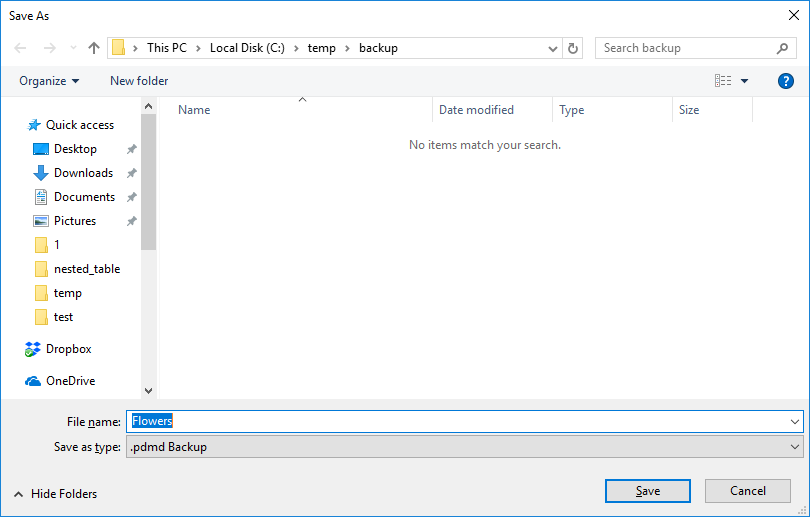 Save As
This PC Local Disk (C:) temp backup
Search backup
Organize New folder
?
Name Date modified Type Size
No items match your search.
Quick access
Desktop
Downloads
Documents
Pictures
1
nested_table
temp
test
Dropbox
OneDrive
File name: Flowers
Save as type: .pdmd Backup
Hide Folders
Save Cancel